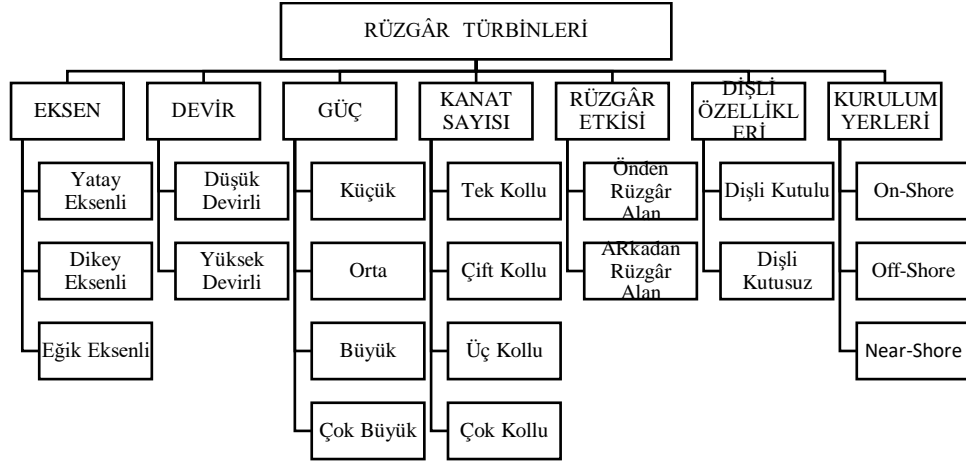 RÜZGÂR TÜRBİNLERİ
EKSEN
Yatay
Eksenli
Dikey
Eksenli
Eğik Eksenli
DEVİR
Düşük
Devirli
Yüksek
Devirli
GÜÇ
Küçük
Orta
Büyük
Çok Büyük
KANAT
SAYISI
Tek Kollu
Çift Kollu
Üç Kollu
Çok Kollu
RÜZGÂR
ETKİSİ
Önden
Rüzgâr
Alan
ARkadan
Rüzgâr
Alan
DİŞLİ
ÖZELLİKL
ERİ
Dişli Kutulu
Dişli
Kutusuz
KURULUM
YERLERİ
On-Shore
Off-Shore
Near-Shore